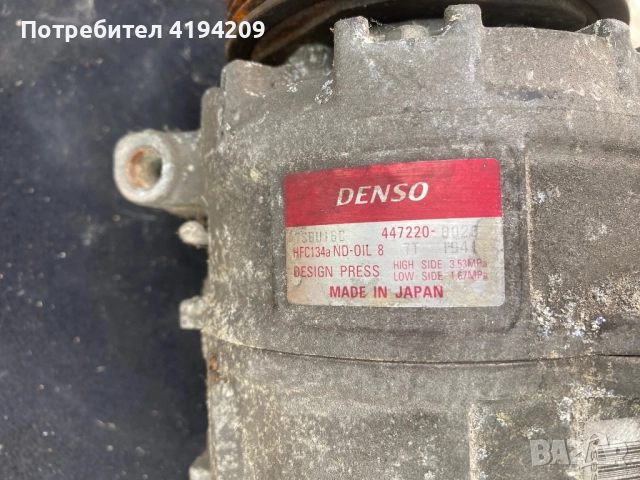 Потребител 4194209
DENSO
447220-
HFC134a ND-OIL 8
DESIGN PRESS HIGH SIDE 3.53MPa
LOW SIDE 1.67MPa
MADE IN JAPAN
BAZAR